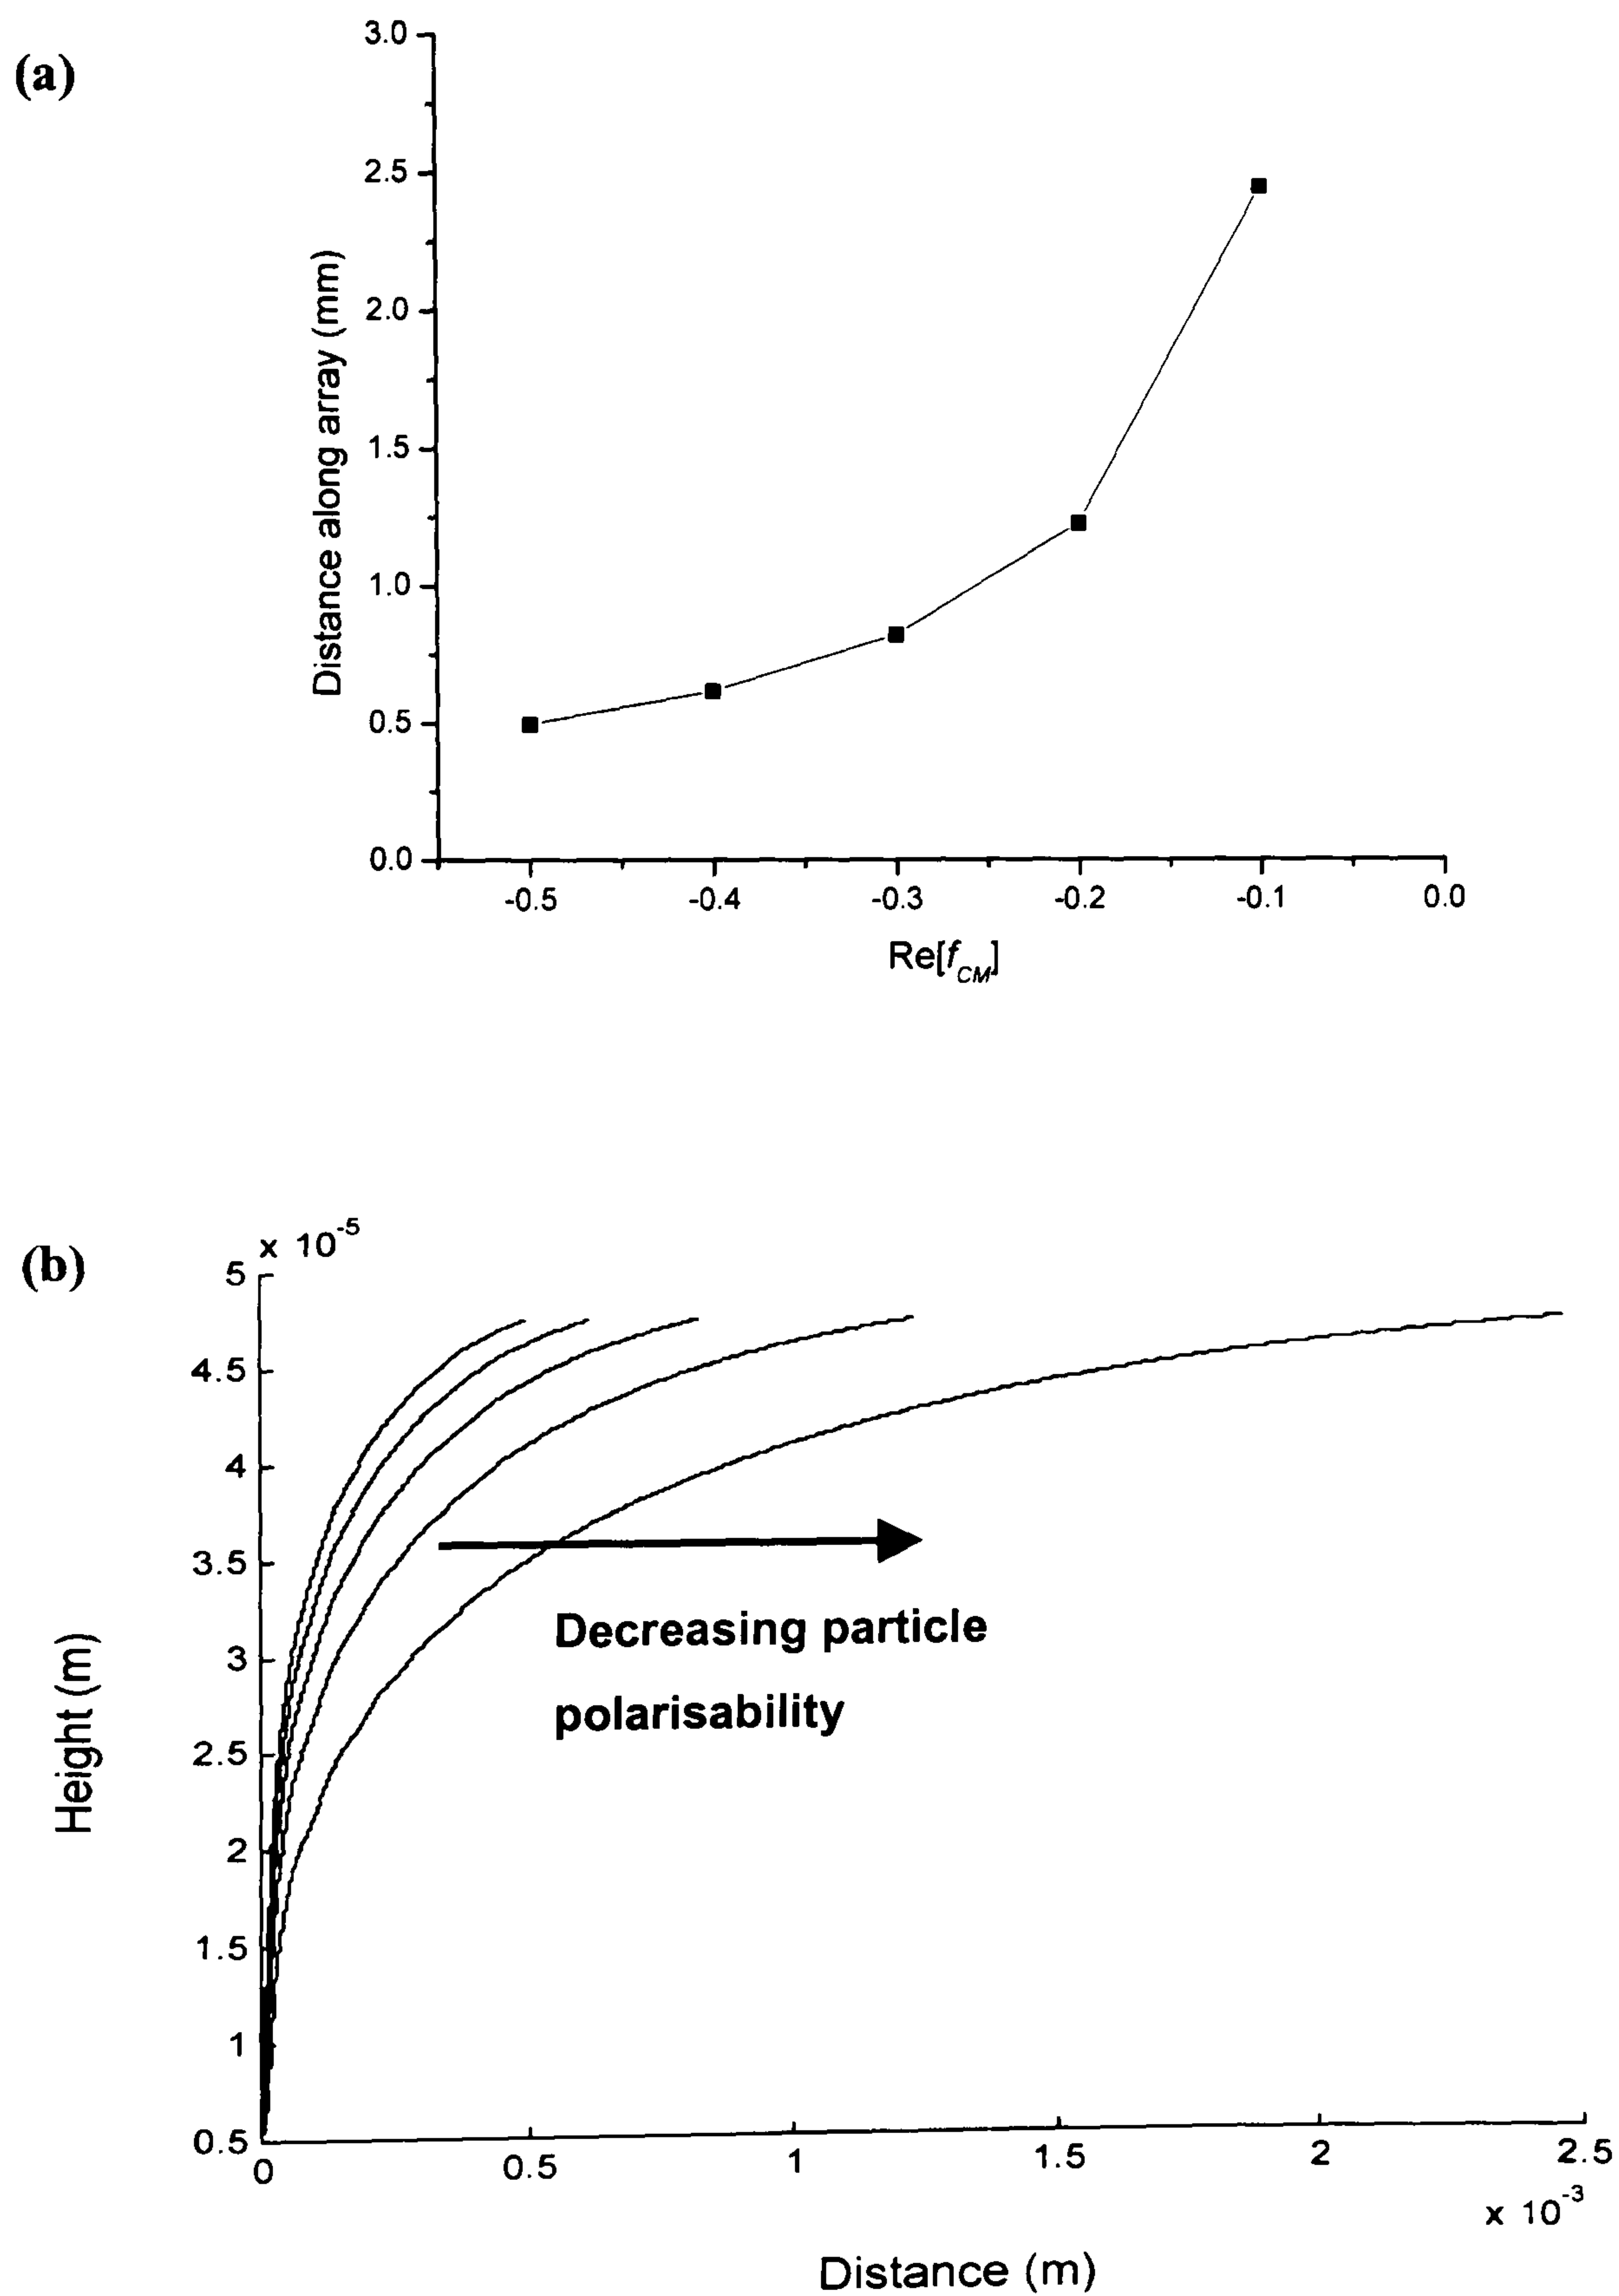 (a)
3.0
2.5
2.0
1.5
1.0
0.5
0.0
Distance along array (mm)
-0.5 -0.4 -0.3 -0.2 -0.1 0.0
Re[f_CM]
(b)
x 10^-5
5
4.5
4
3.5
3
2.5
2
1.5
1
0.5
Height (m)
Decreasing particle
polarisability
0 0.5 1 1.5 2 2.5
x 10^-3
Distance (m)